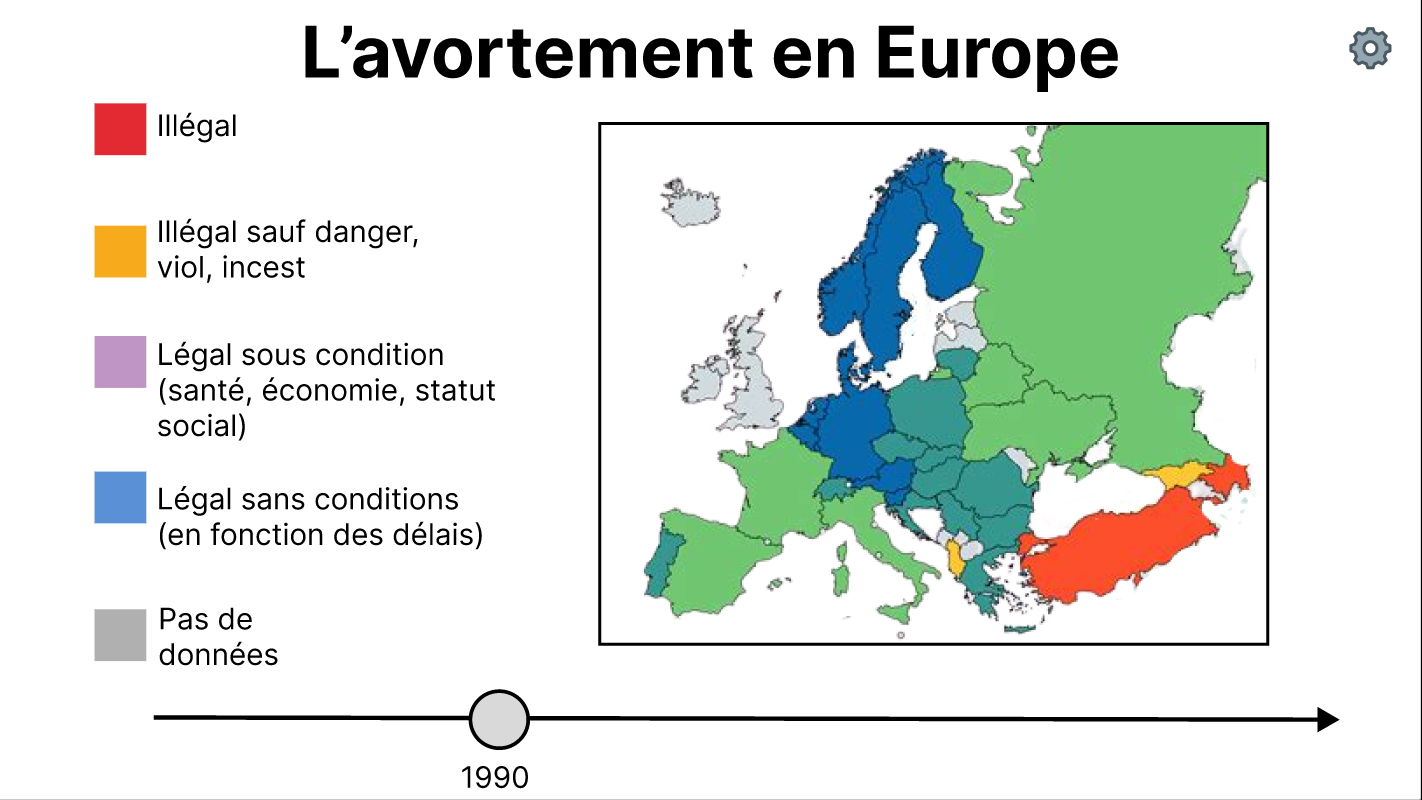 L’avortement en Europe
Illégal
Illégal sauf danger,
viol, incest
Légal sous condition
(santé, économie, statut
social)
Légal sans conditions
(en fonction des délais)
Pas de
données
1990